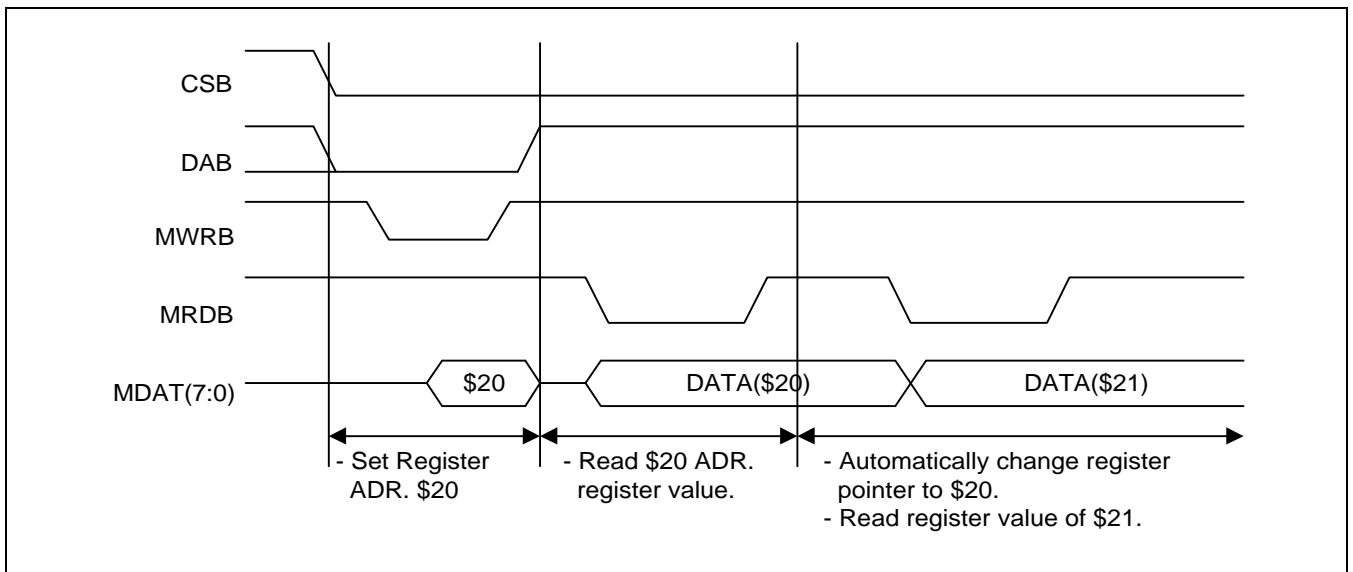 CSB
DAB
MWRB
MRDB
MDAT(7:0)
$20
DATA($20)
DATA($21)
- Set Register
ADR. $20
- Read $20 ADR.
register value.
- Automatically change register
pointer to $20.
- Read register value of $21.